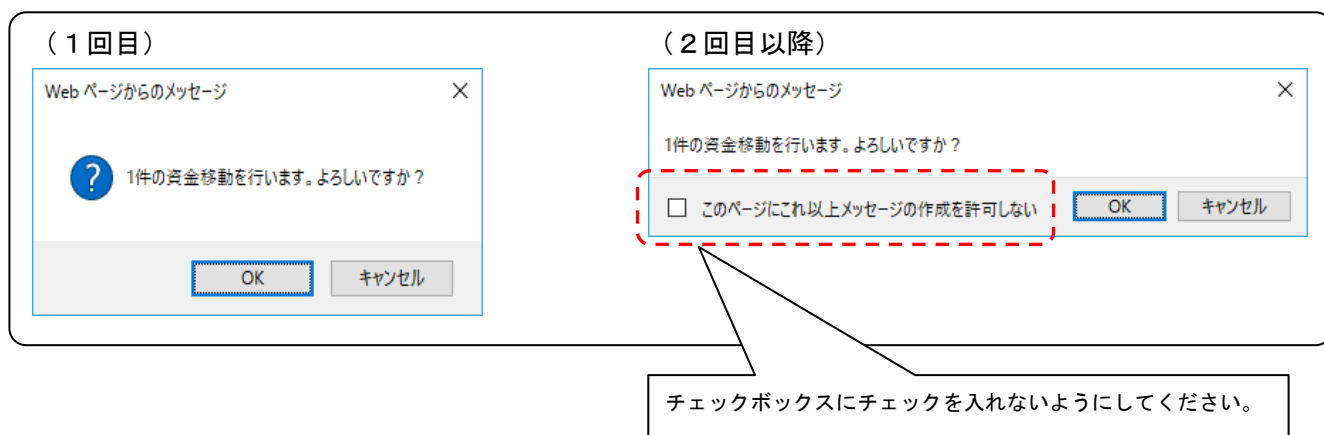 （１回目）
Web ページからのメッセージ
1件の資金移動を行います。よろしいですか？
OK
キャンセル
（２回目以降）
Web ページからのメッセージ
1件の資金移動を行います。よろしいですか？
このページにこれ以上メッセージの作成を許可しない
OK
キャンセル
チェックボックスにチェックを入れないようにしてください。